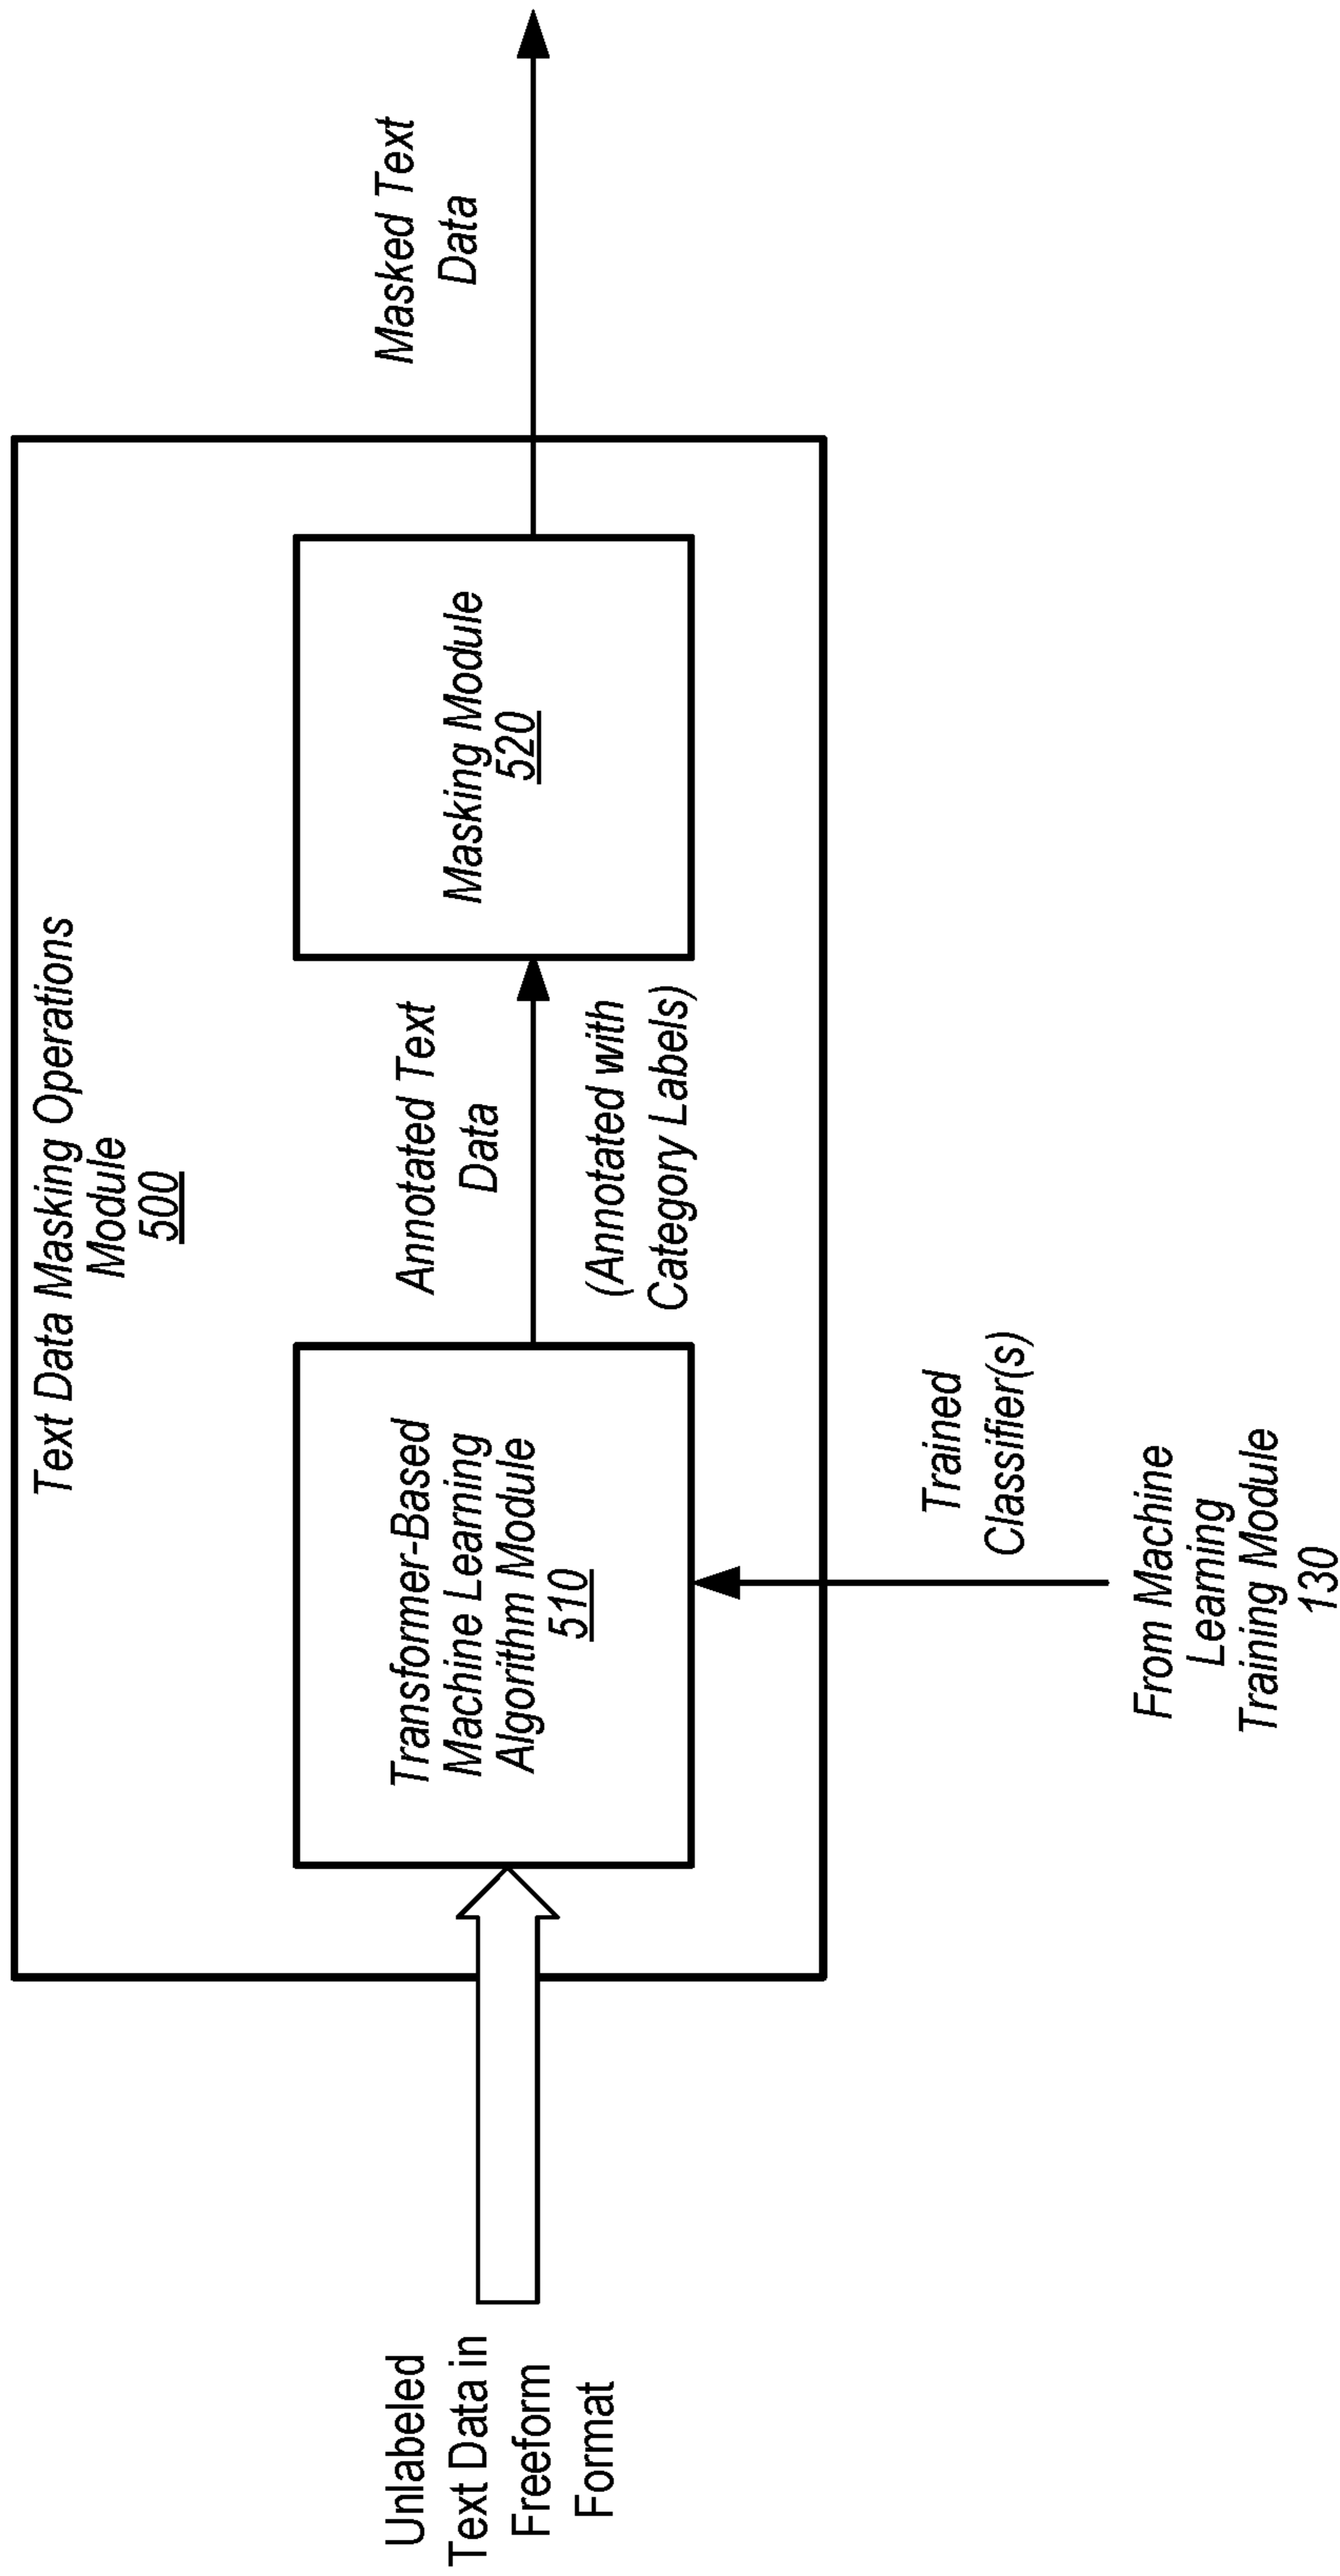 Text Data Masking Operations
Module
500
Unlabeled
Text Data in
Freeform
Format
Transformer-Based
Machine Learning
Algorithm Module
510
Annotated Text
Data
(Annotated with
Category Labels)
Masking Module
520
Masked Text
Data
Trained
Classifier(s)
From Machine
Learning
Training Module
130